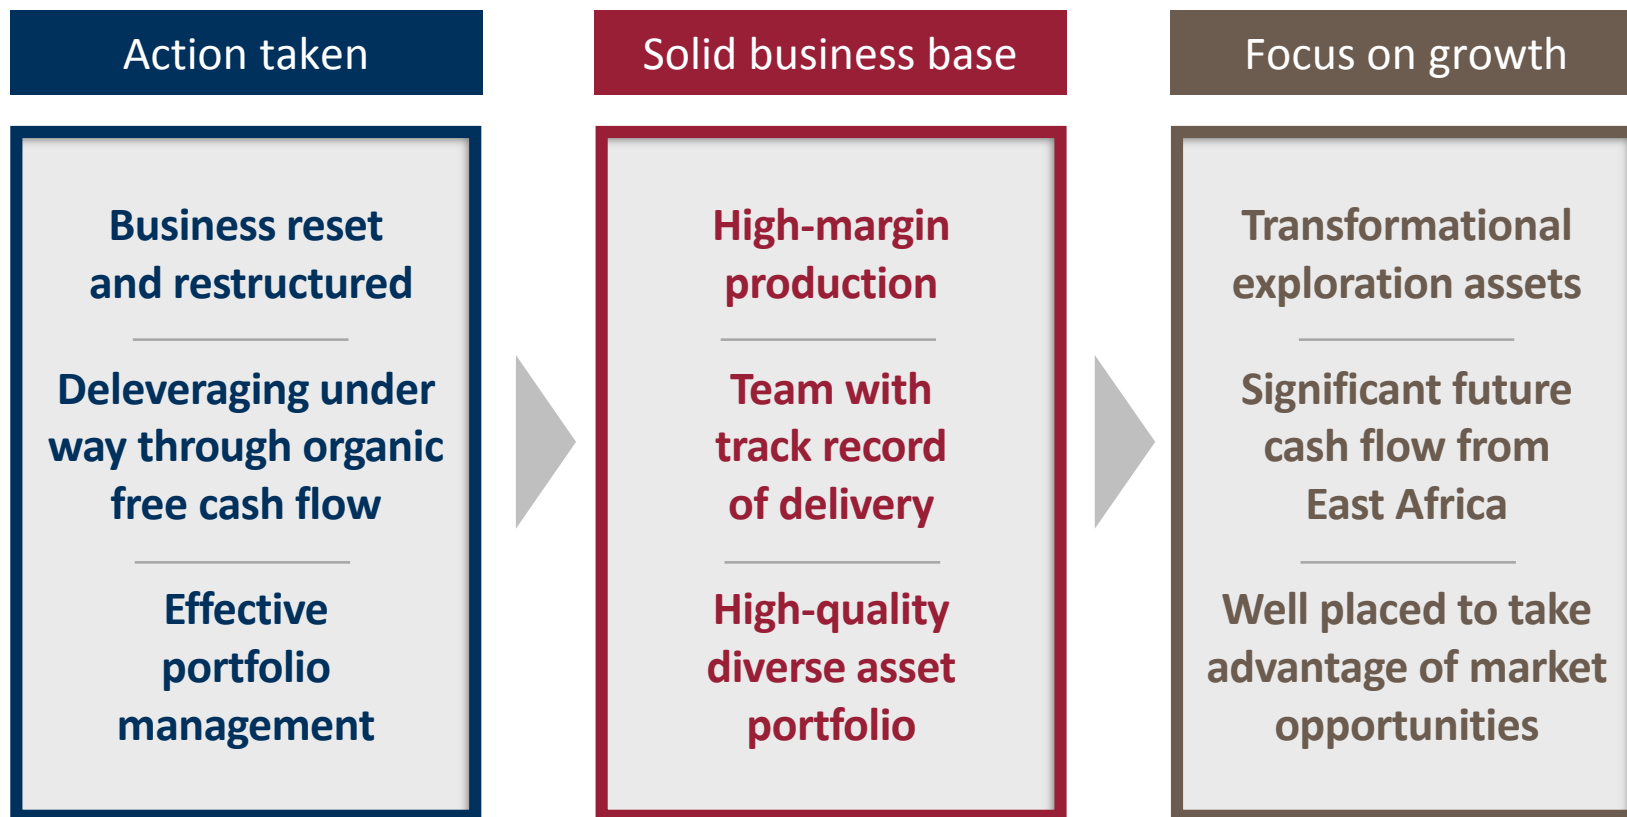 Action taken
Business reset
and restructured
Deleveraging under
way through organic
free cash flow
Effective
portfolio
management
Solid business base
High-margin
production
Team with
track record
of delivery
High-quality
diverse asset
portfolio
Focus on growth
Transformational
exploration assets
Significant future
cash flow from
East Africa
Well placed to take
advantage of market
opportunities